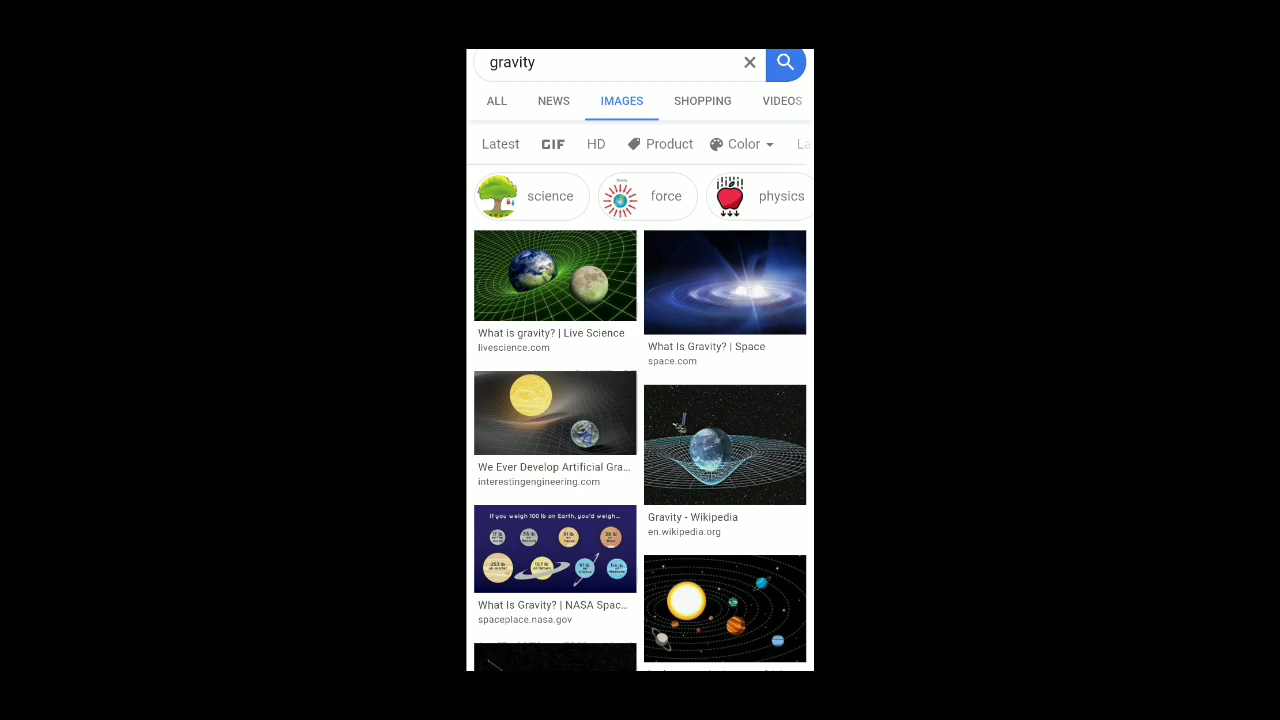 gravity
ALL NEWS IMAGES SHOPPING VIDEOS
Latest GIF HD Product Color La
science force physics
What is gravity? | Live Science
livescience.com
What Is Gravity? | Space
space.com
We Ever Develop Artificial Gra...
interestingengineering.com
Gravity - Wikipedia
en.wikipedia.org
If you weigh 100 lb on Earth, you'd weigh...
What Is Gravity? | NASA Spac...
spaceplace.nasa.gov